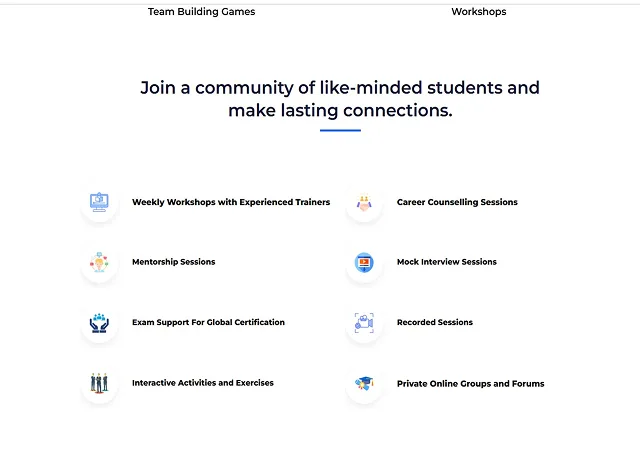 Team Building Games
Workshops
Join a community of like-minded students and
make lasting connections.
Weekly Workshops with Experienced Trainers
Career Counselling Sessions
Mentorship Sessions
Mock Interview Sessions
Exam Support For Global Certification
Recorded Sessions
Interactive Activities and Exercises
Private Online Groups and Forums